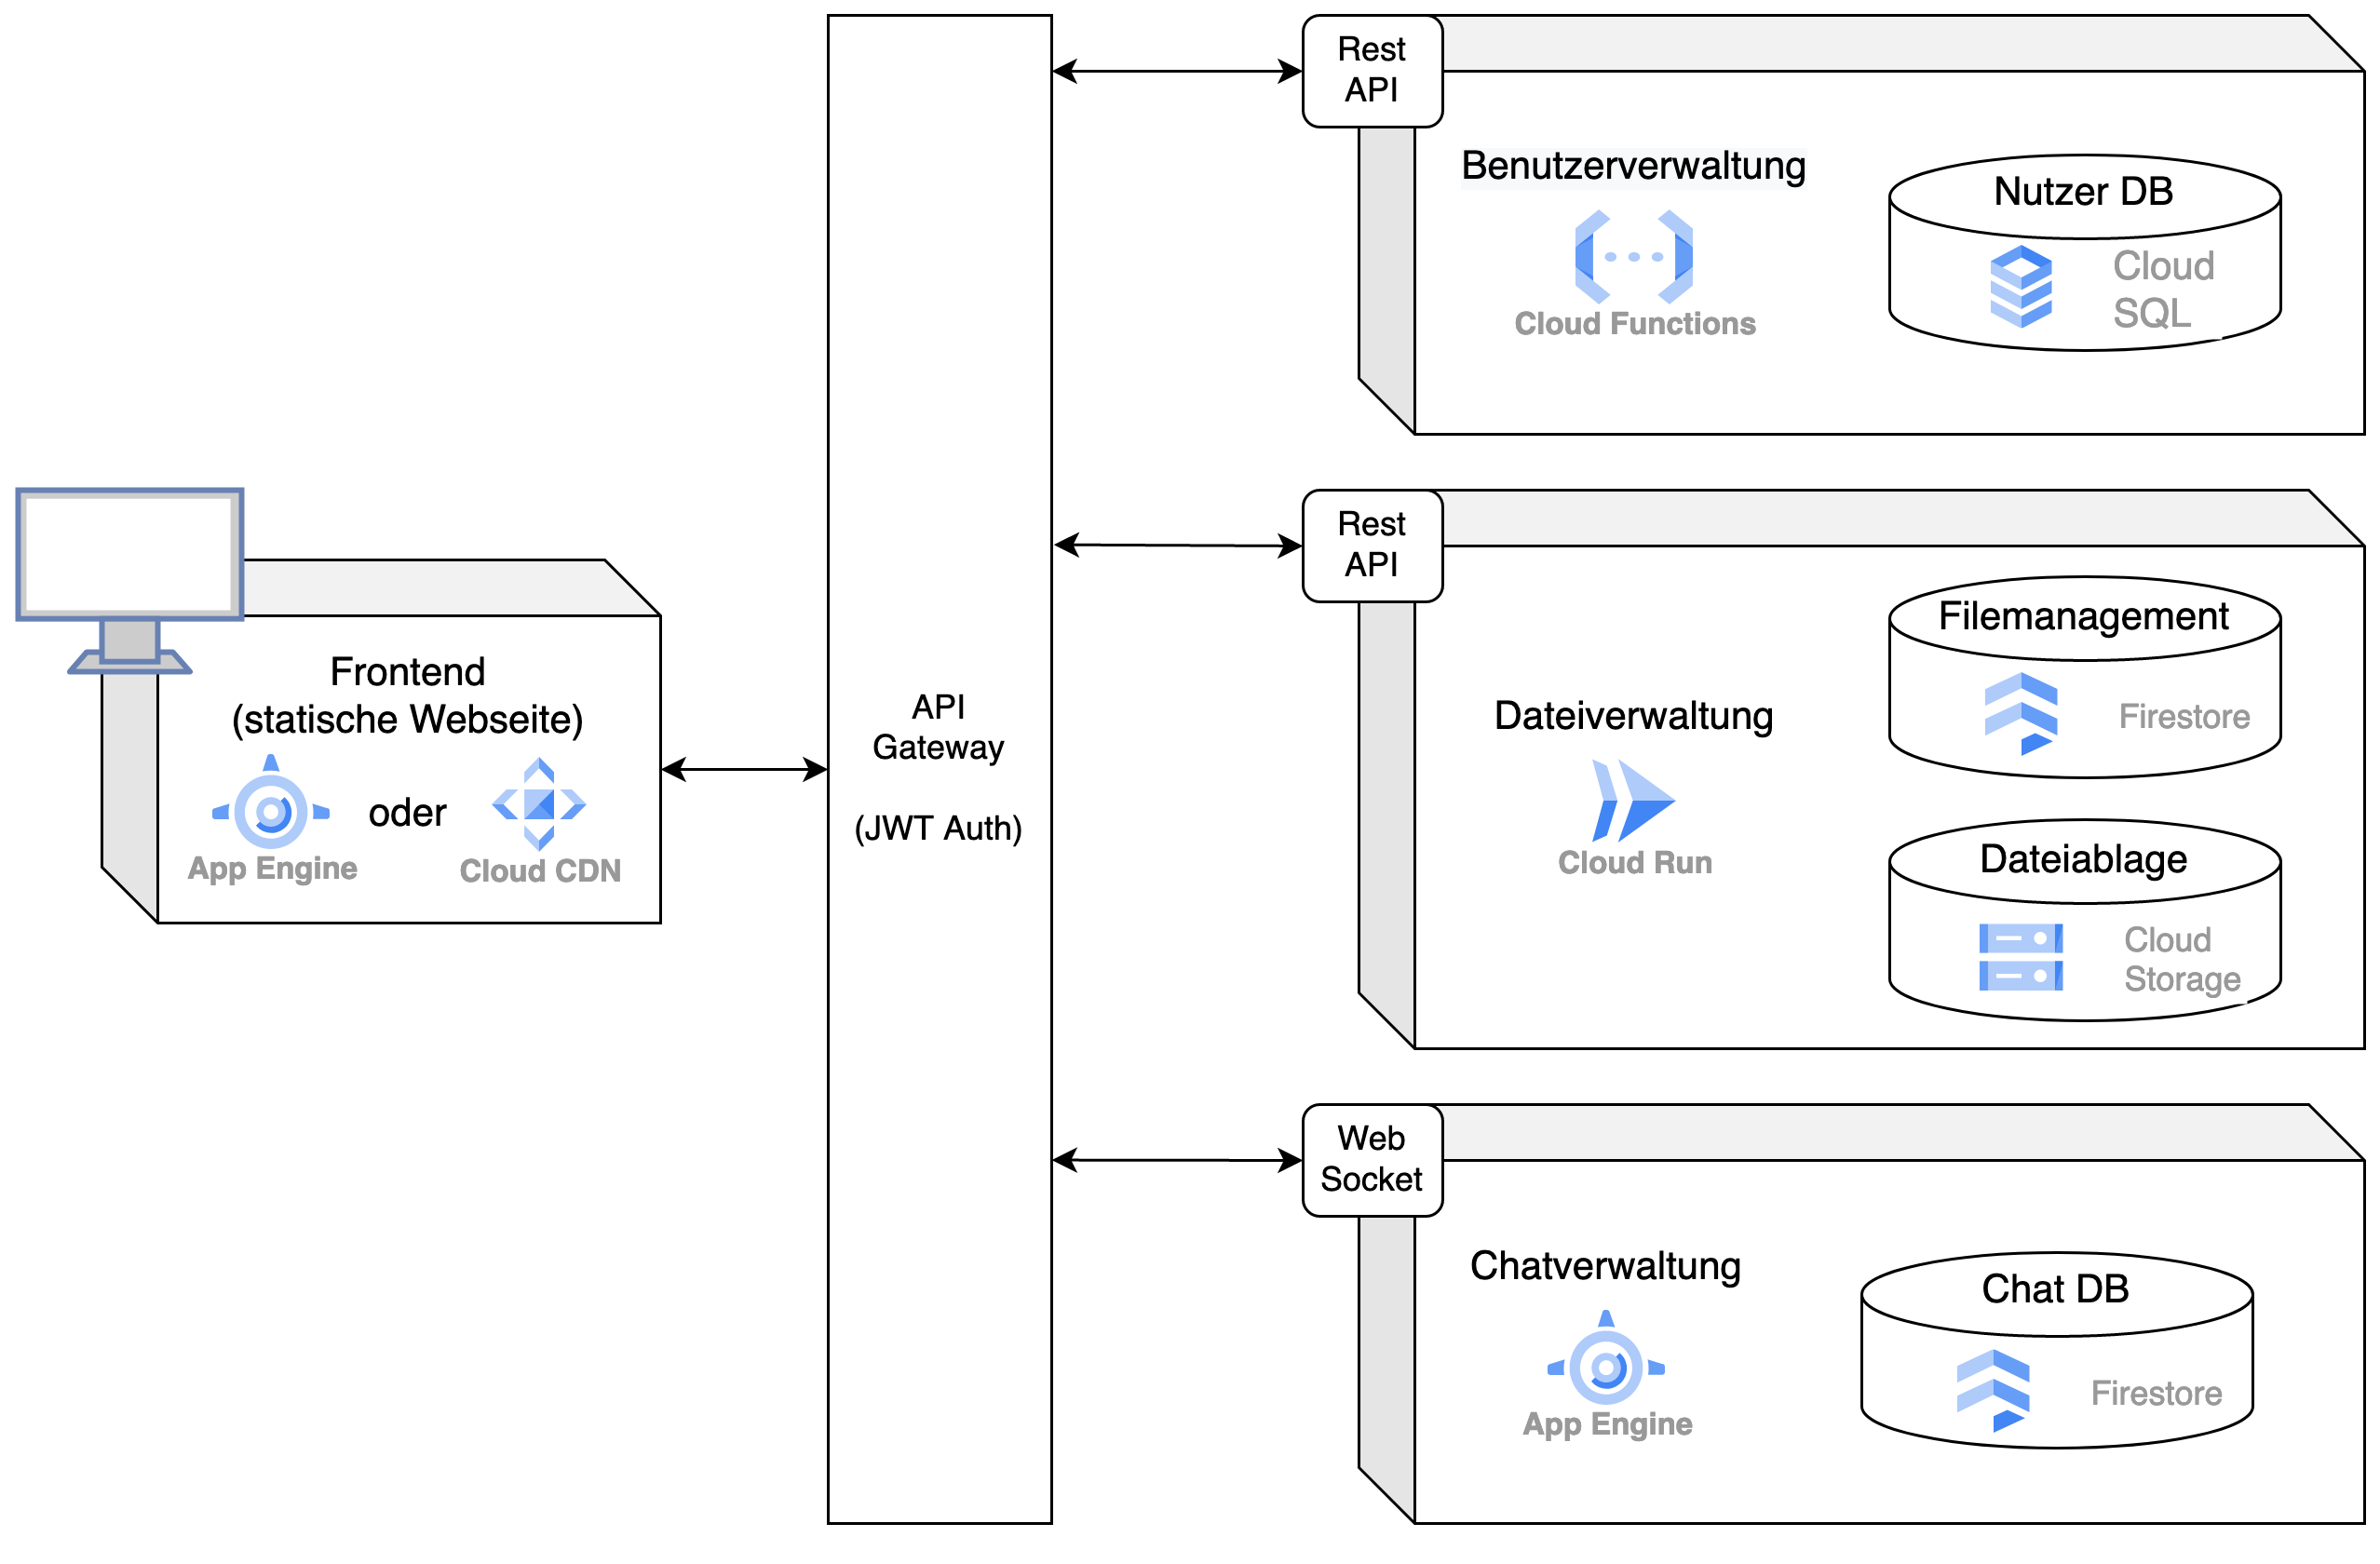 Rest
API
Benutzerverwaltung
Cloud Functions
Nutzer DB
Cloud
SQL
Frontend
(statische Webseite)
App Engine
oder
Cloud CDN
API
Gateway
(JWT Auth)
Rest
API
Dateiverwaltung
Cloud Run
Filemanagement
Firestore
Dateiablage
Cloud
Storage
Web
Socket
Chatverwaltung
App Engine
Chat DB
Firestore